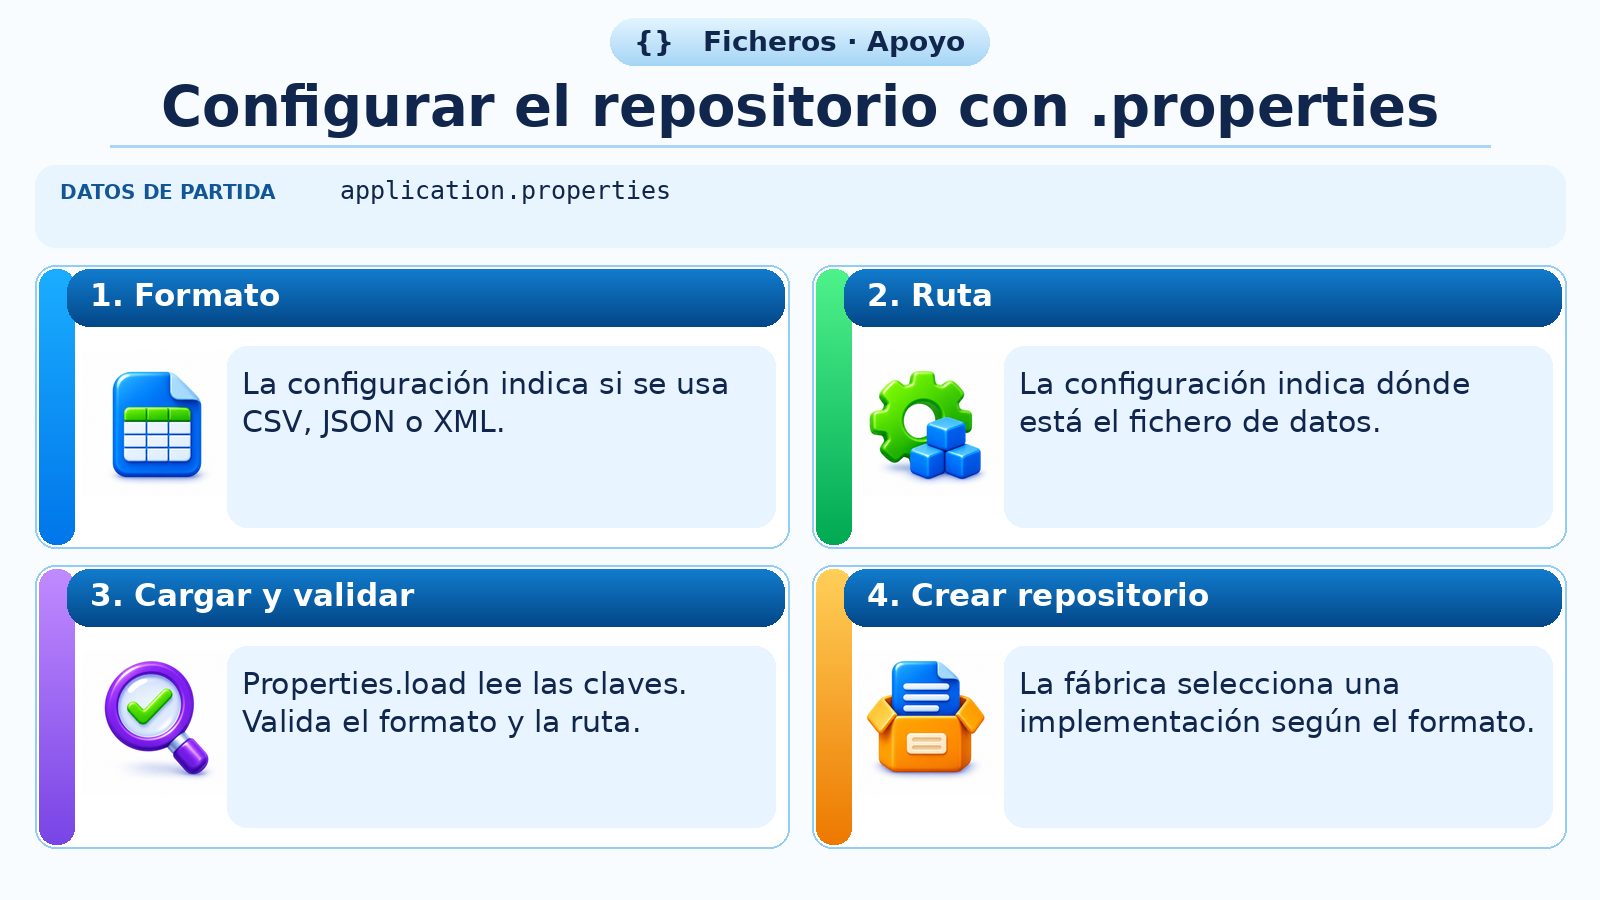 {} Ficheros · Apoyo
Configurar el repositorio con .properties
DATOS DE PARTIDA application.properties
1. Formato
La configuración indica si se usa
CSV, JSON o XML.
2. Ruta
La configuración indica dónde
está el fichero de datos.
3. Cargar y validar
Properties.load lee las claves.
Valida el formato y la ruta.
4. Crear repositorio
La fábrica selecciona una
implementación según el formato.